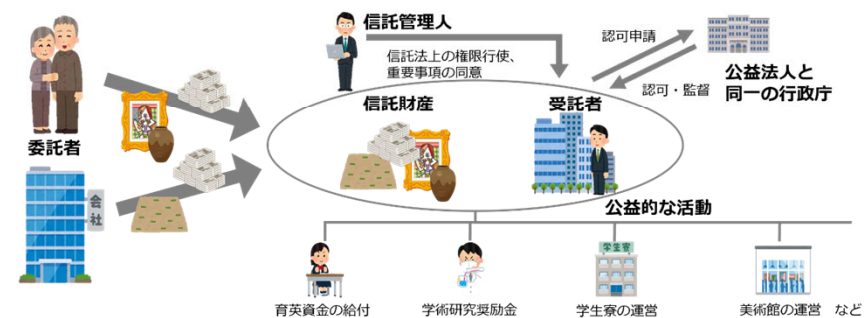 信託管理人
信託法上の権限行使、
重要事項の同意
認可申請
認可・監督
公益法人と
同一の行政庁
委託者
会社
信託財産
受託者
公益的な活動
学生寮
育英資金の給付
学術研究奨励金
学生寮の運営
美術館の運営 など